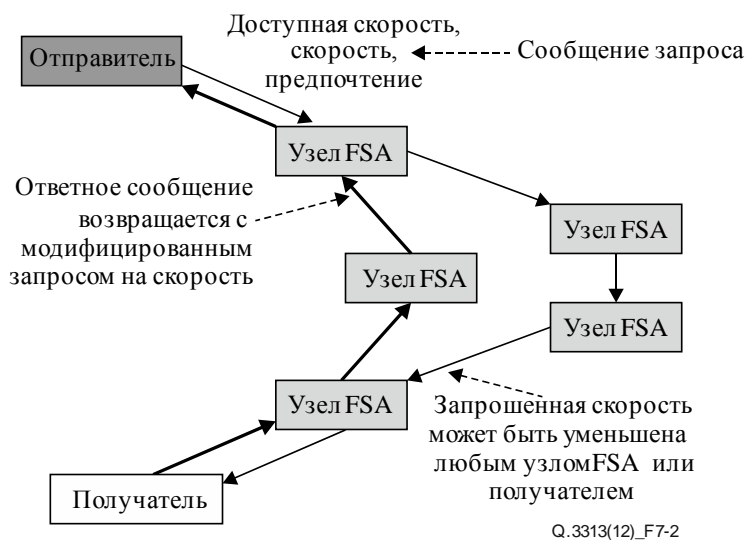 Доступная скорость,
скорость,
предпочтение
Сообщение запроса
Отправитель
Узел FSA
Ответное сообщение
возвращается с
модифицированным
запросом на скорость
Узел FSA
Узел FSA
Узел FSA
Узел FSA
Запрошенная скорость
может быть уменьшена
любым узломFSA или
получателем
Получатель
Q.3313(12)_F7-2